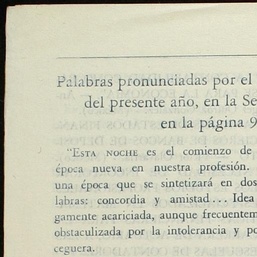 Palabras pronunciadas por el
del presente año, en la Se
en la página 9
"ESTA NOCHE es el comienzo de
época nueva en nuestra profesión.
una época que se sintetizará en dos
labras: concordia y amistad... Idea
gamente acariciada, aunque frecuentem
obstaculizada por la intolerancia y po
ceguera.